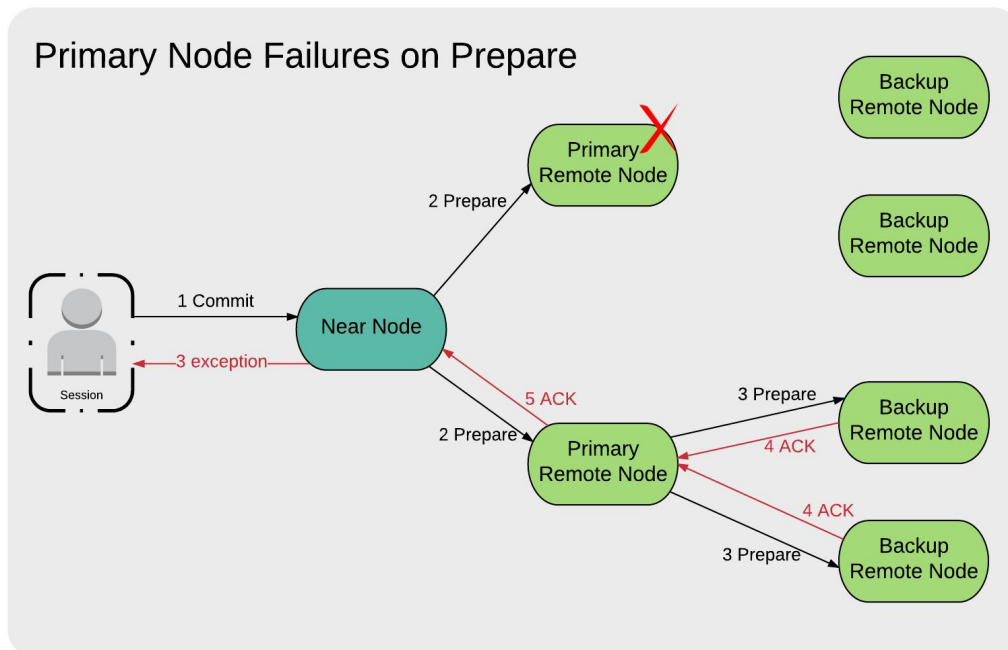 Primary Node Failures on Prepare
Backup
Remote Node
Primary
Remote Node
2 Prepare
Backup
Remote Node
1 Commit
Near Node
3 exception
Session
5 ACK
2 Prepare
Primary
Remote Node
3 Prepare
4 ACK
Backup
Remote Node
4 ACK
3 Prepare
Backup
Remote Node